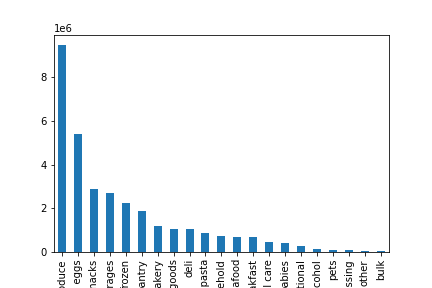 1e6
8
6
4
2
0
oduce
eggs
nacks
rages
rozen
antry
akery
goods
deli
pasta
ehold
afood
kfast
l care
abies
tional
cohol
pets
ssing
other
bulk